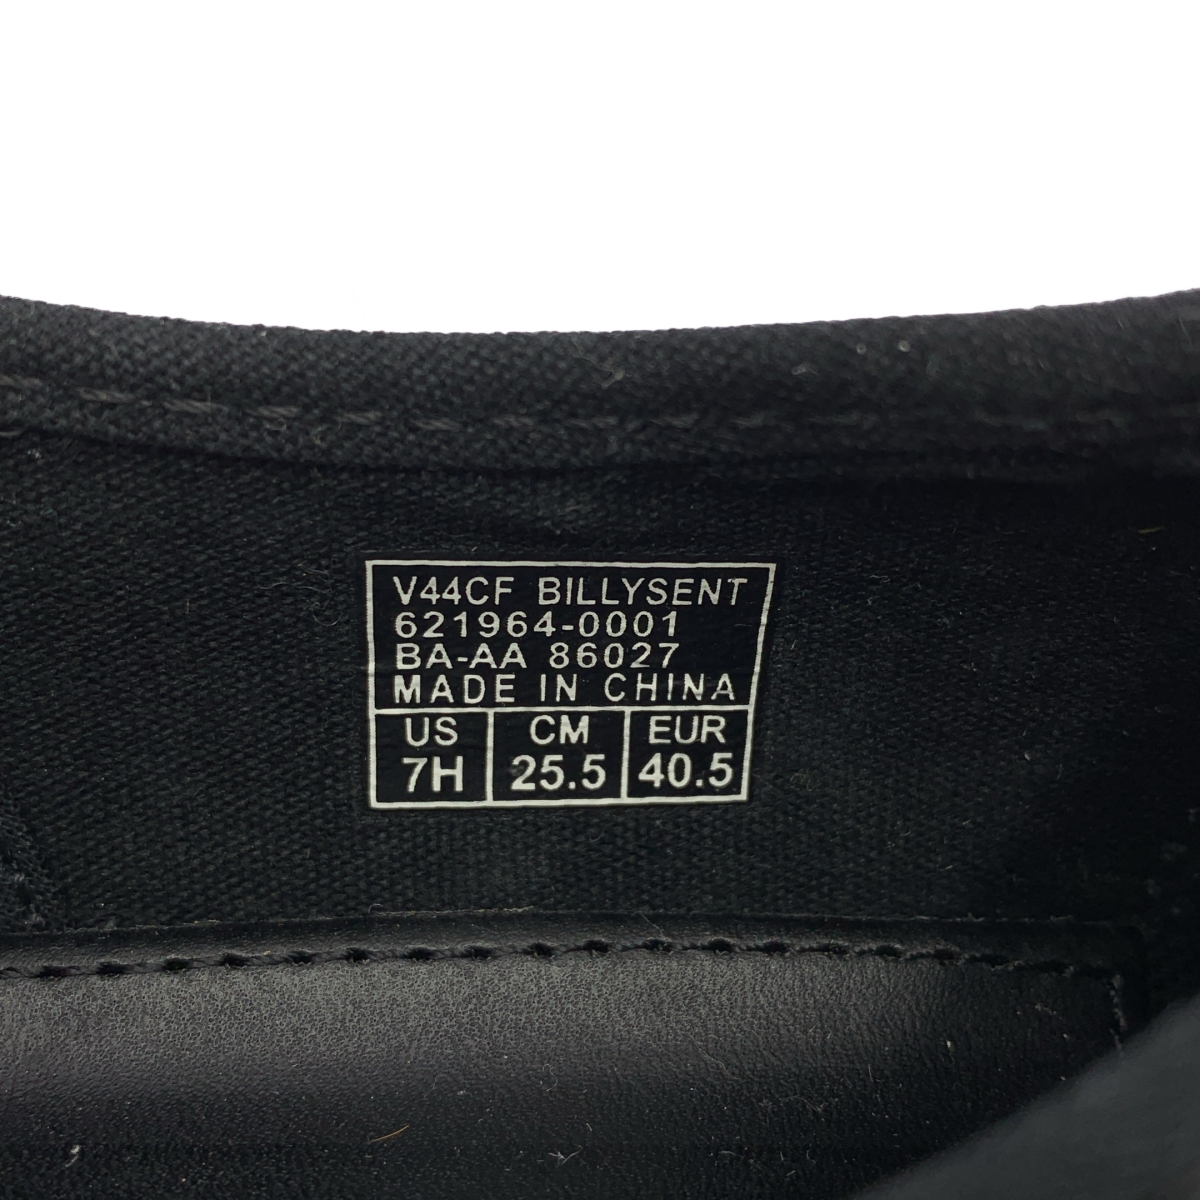 V44CF BILLYSENT
621964-0001
BA-AA 86027
MADE IN CHINA
US CM EUR
7H 25.5 40.5